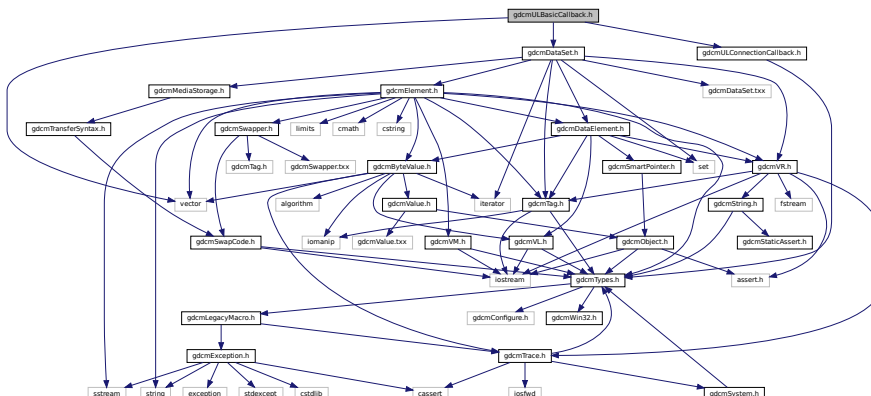 gdcmULBasicCallback.h
gdcmDataSet.h
gdcmULConnectionCallback.h
gdcmMediaStorage.h
gdcmElement.h
gdcmDataSet.txx
gdcmTransferSyntax.h
gdcmSwapper.h
limits
cmath
cstring
gdcmDataElement.h
gdcmTag.h
gdcmSwapper.txx
gdcmByteValue.h
gdcmSmartPointer.h
set
gdcmVR.h
vector
algorithm
gdcmValue.h
iterator
gdcmTag.h
gdcmString.h
fstream
gdcmSwapCode.h
iomanip
gdcmValue.txx
gdcmVM.h
gdcmVL.h
gdcmObject.h
gdcmStaticAssert.h
iostream
gdcmTypes.h
assert.h
gdcmLegacyMacro.h
gdcmConfigure.h
gdcmWin32.h
gdcmException.h
gdcmTrace.h
sstream
string
exception
stdexcept
cstdlib
cassert
iosfwd
gdcmSystem.h